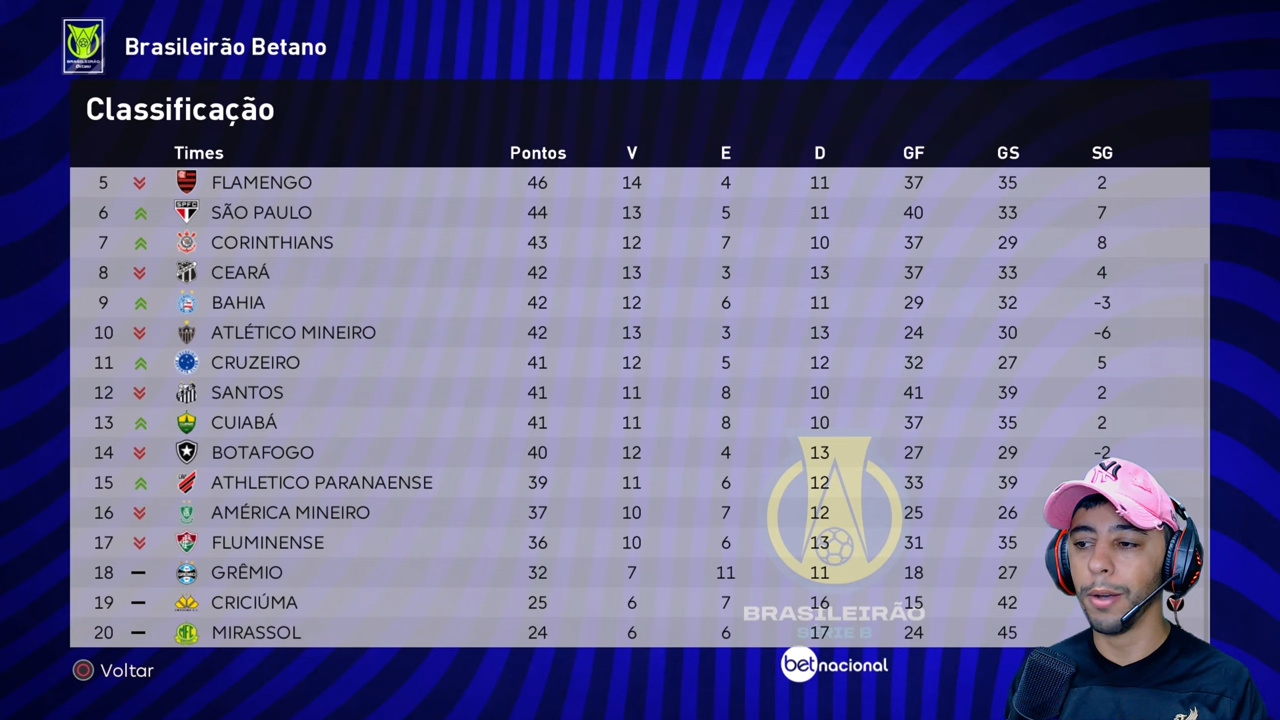 Brasileirão Betano
Classificação
Times Pontos V E D GF GS SG
5 FLAMENGO 46 14 4 11 37 35 2
6 SÃO PAULO 44 13 5 11 40 33 7
7 CORINTHIANS 43 12 7 10 37 29 8
8 CEARÁ 42 13 3 13 37 33 4
9 BAHIA 42 12 6 11 29 32 -3
10 ATLÉTICO MINEIRO 42 13 3 13 24 30 -6
11 CRUZEIRO 41 12 5 12 32 27 5
12 SANTOS 41 11 8 10 41 39 2
13 CUIABÁ 41 11 8 10 37 35 2
14 BOTAFOGO 40 12 4 13 27 29 -2
15 ATHLETICO PARANAENSE 39 11 6 12 33 39
16 AMÉRICA MINEIRO 37 10 7 12 25 26
17 FLUMINENSE 36 10 6 13 31 35
18 GRÊMIO 32 7 11 11 18 27
19 CRICIÚMA 25 6 7 16 15 42
BRASILEIRÃO
20 MIRASSOL 24 6 6 17 24 45
Voltar
betnacional